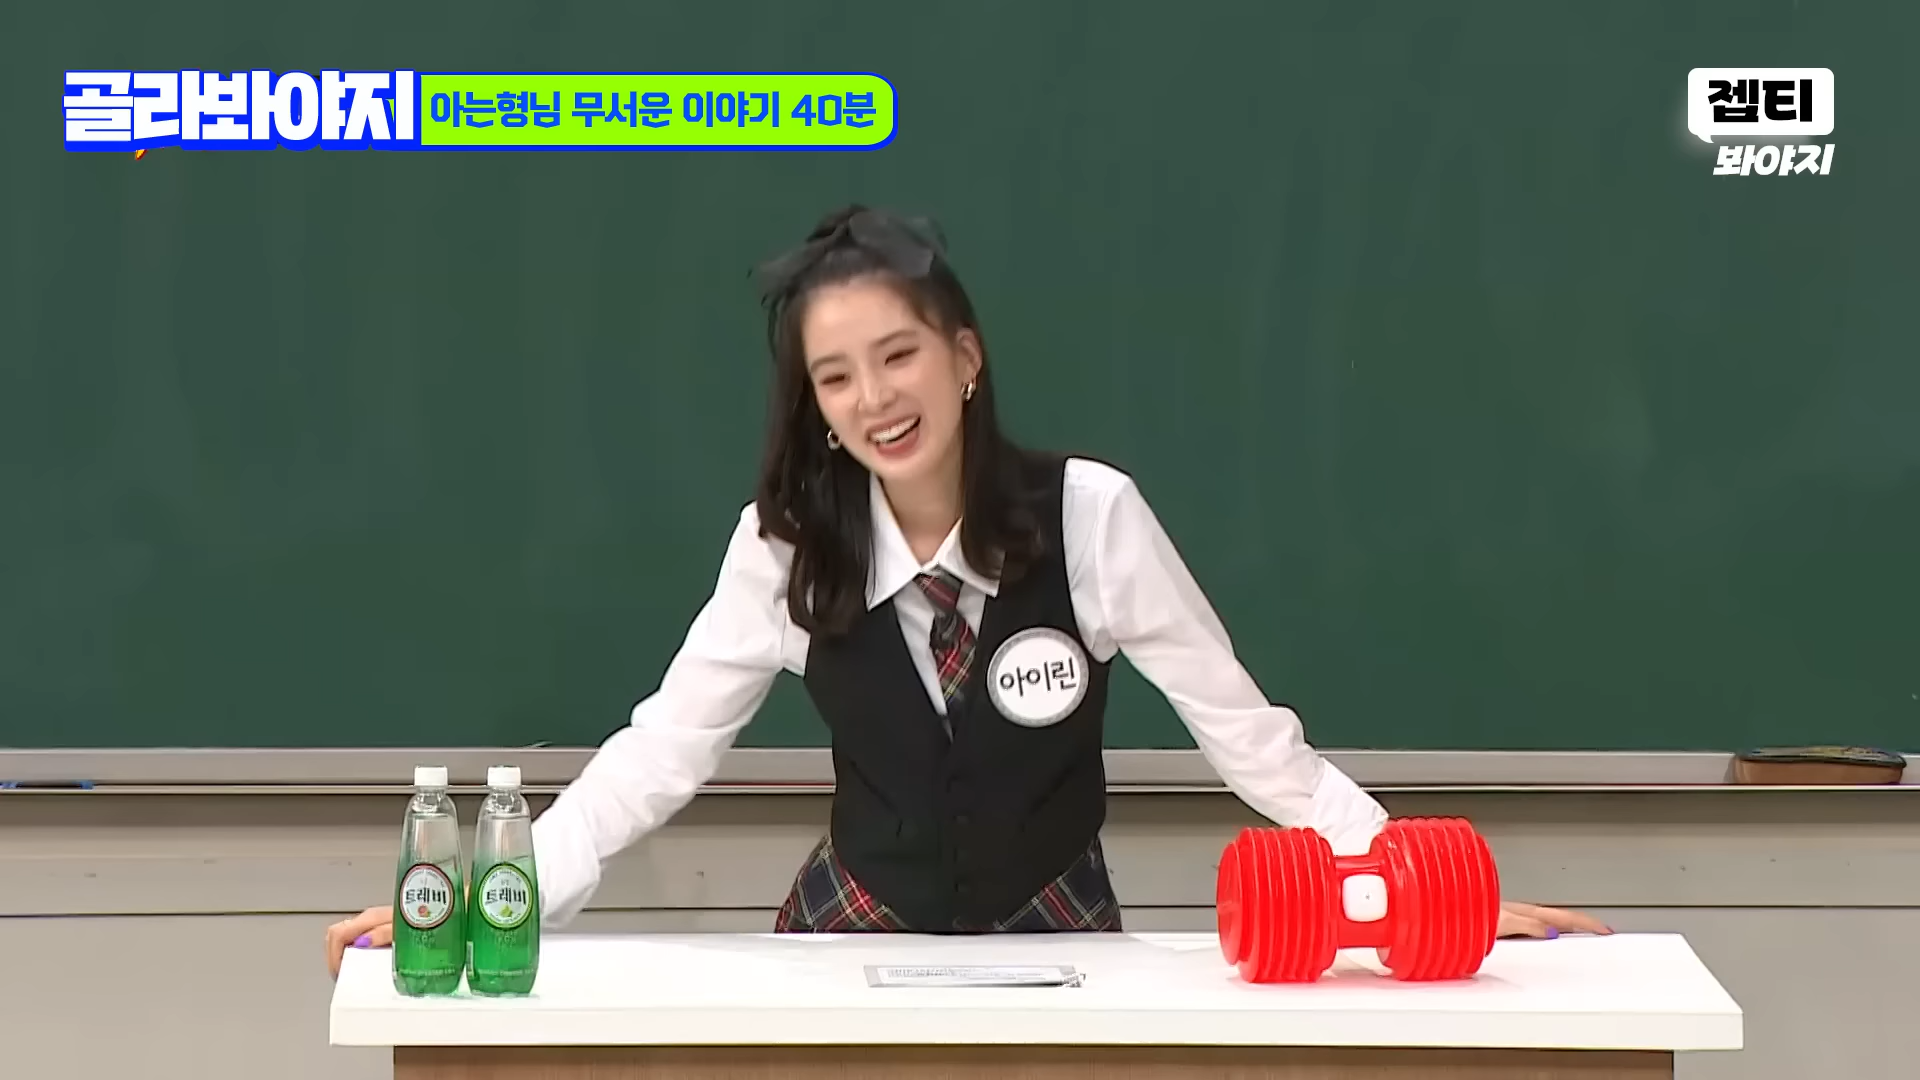 골라봐야지 아는형님 무서운 이야기 40분
젭티
봐야지
아이린
트레비 트레비